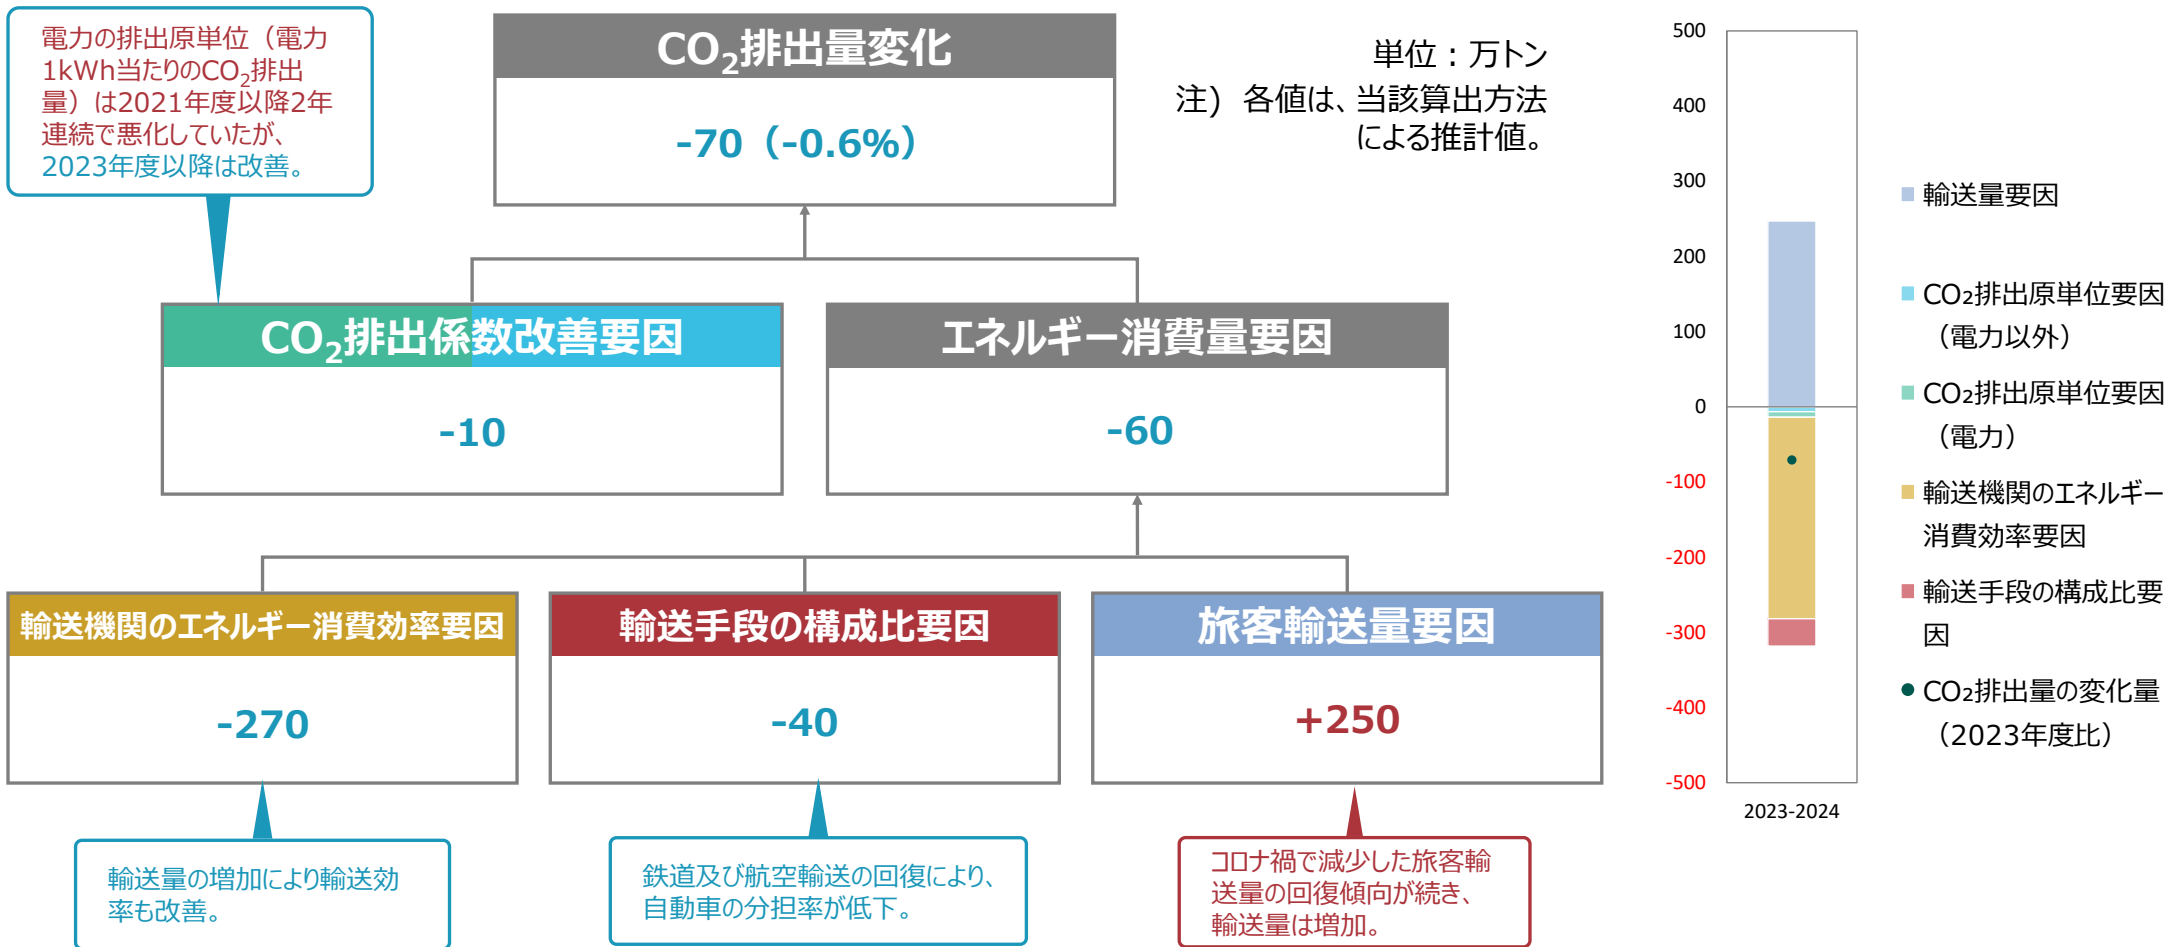 電力の排出原単位（電力
1kWh当たりのCO₂排出
量）は2021年度以降2年
連続で悪化していたが、
2023年度以降は改善。
CO₂排出量変化
-70（-0.6%）
単位：万トン
注) 各値は、当該算出方法
による推計値。
CO₂排出係数改善要因
-10
エネルギー消費量要因
-60
輸送機関のエネルギー消費効率要因
-270
輸送手段の構成比要因
-40
旅客輸送量要因
+250
輸送量の増加により輸送効
率も改善。
鉄道及び航空輸送の回復により、
自動車の分担率が低下。
コロナ禍で減少した旅客輸
送量の回復傾向が続き、
輸送量は増加。
500
400
300
200
100
0
-100
-200
-300
-400
-500
2023-2024
輸送量要因
CO₂排出原単位要因
（電力以外）
CO₂排出原単位要因
（電力）
輸送機関のエネルギー
消費効率要因
輸送手段の構成比要
因
CO₂排出量の変化量
（2023年度比）